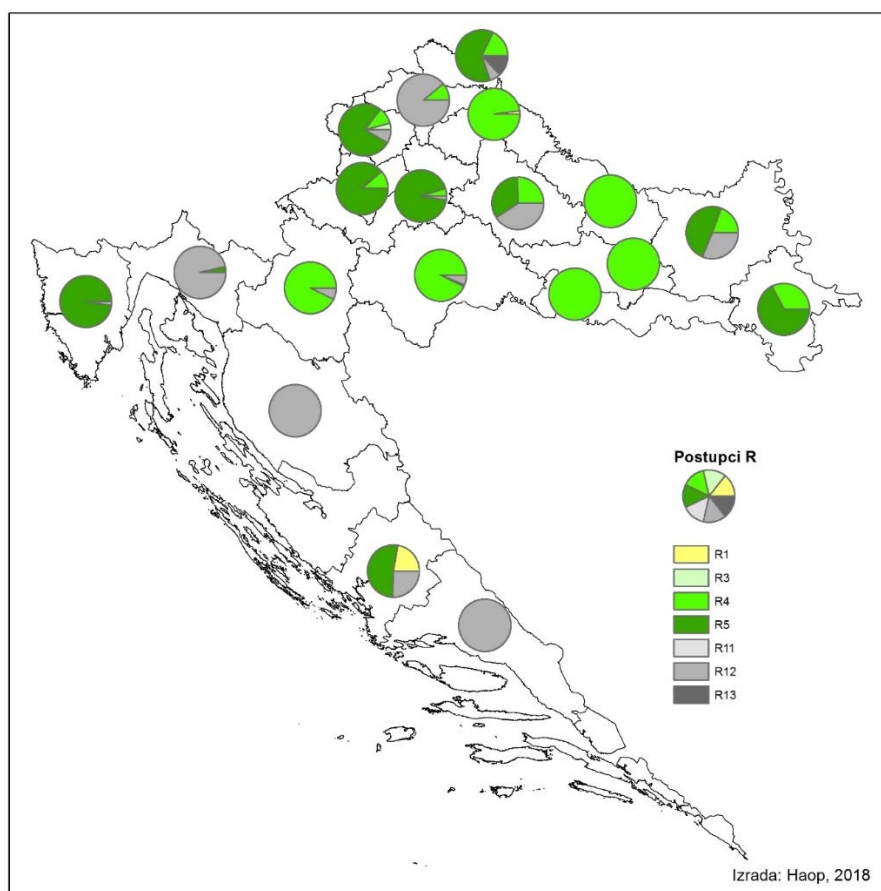 Postupci R
R1
R3
R4
R5
R11
R12
R13
Izrada: Haop, 2018